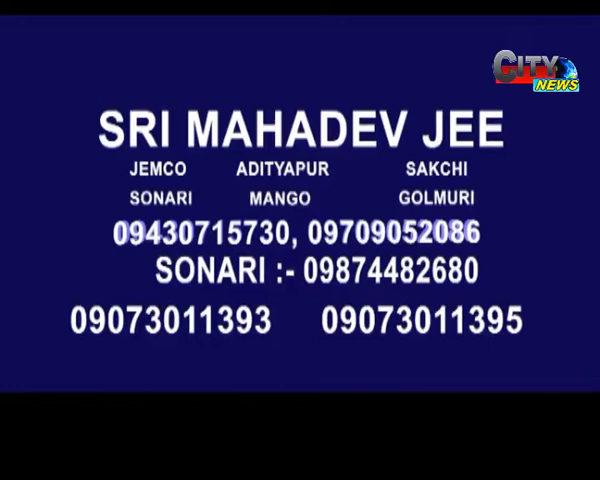 CITY
NEWS
SRI MAHADEV JEE
JEMCO ADITYAPUR SAKCHI
SONARI MANGO GOLMURI
09430715730, 09709052086
SONARI :- 09874482680
09073011393 09073011395